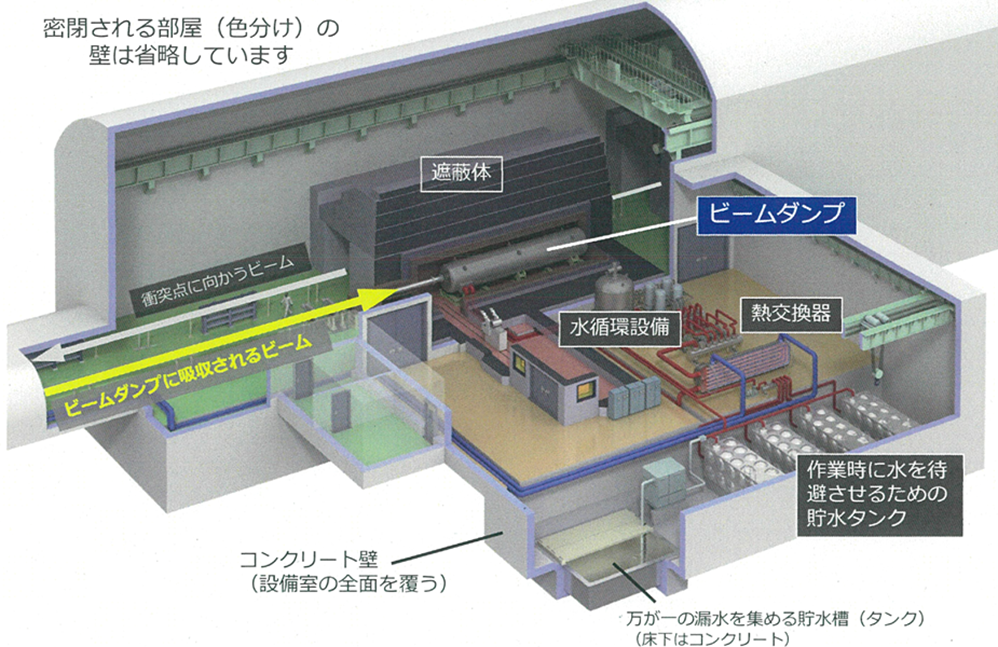 密閉される部屋（色分け）の
壁は省略しています
遮蔽体
ビームダンプ
衝突点に向かうビーム
ビームダンプに吸収されるビーム
水循環設備
熱交換器
作業時に水を待
避させるための
貯水タンク
コンクリート壁
（設備室の全面を覆う）
万が一の漏水を集める貯水槽（タンク）
（床下はコンクリート）